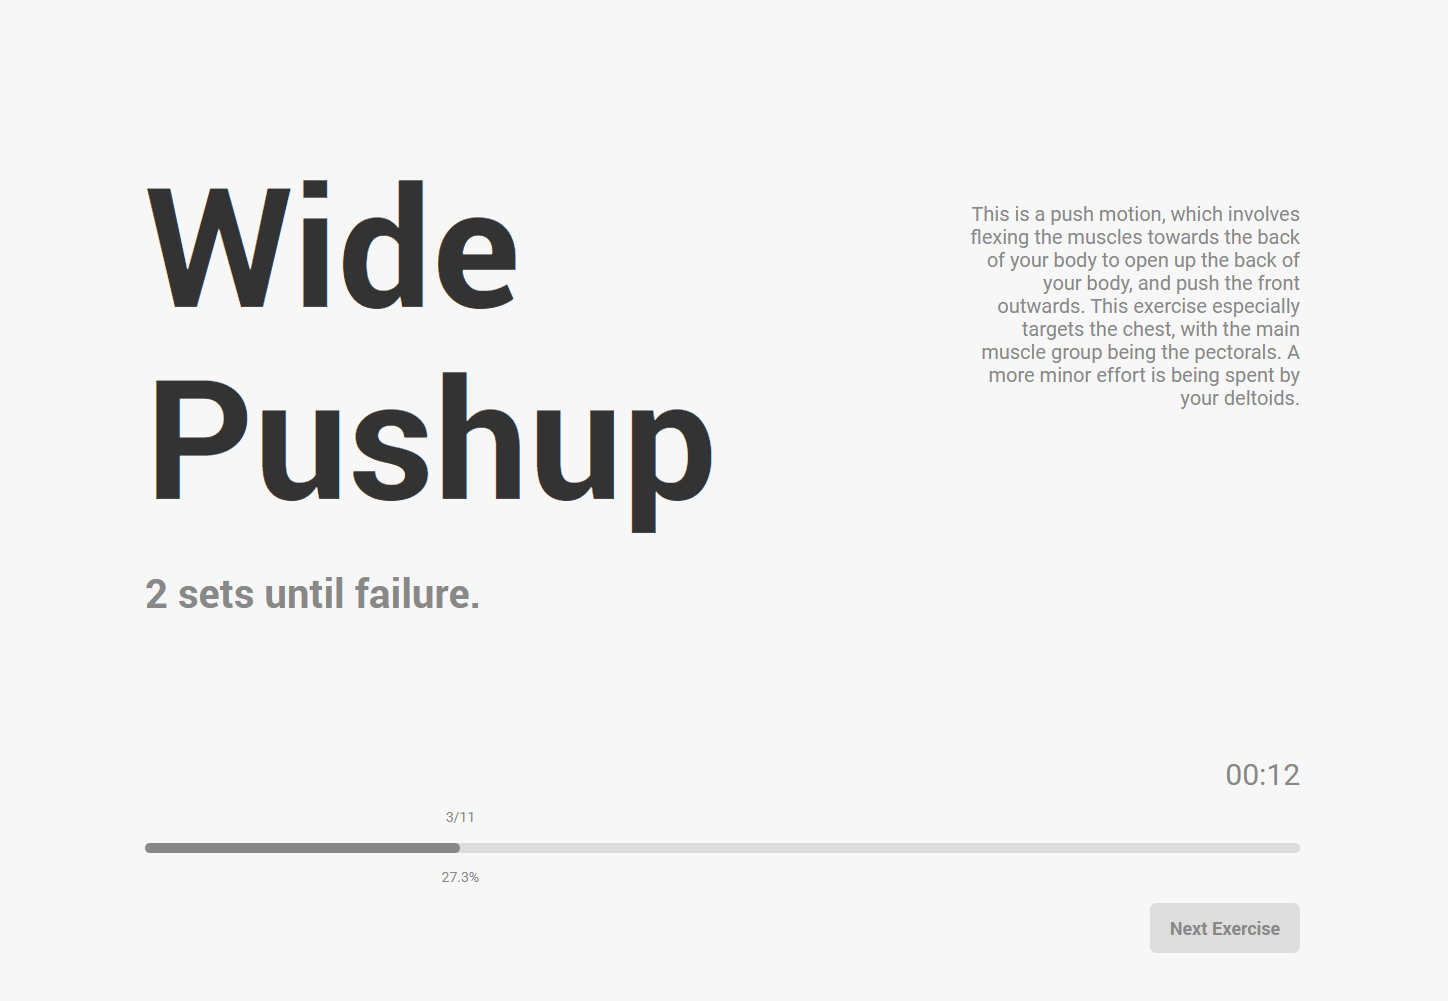 Wide
Pushup
2 sets until failure.
This is a push motion, which involves
flexing the muscles towards the back
of your body to open up the back of
your body, and push the front
outwards. This exercise especially
targets the chest, with the main
muscle group being the pectorals. A
more minor effort is being spent by
your deltoids.
00:12
3/11
27.3%
Next Exercise